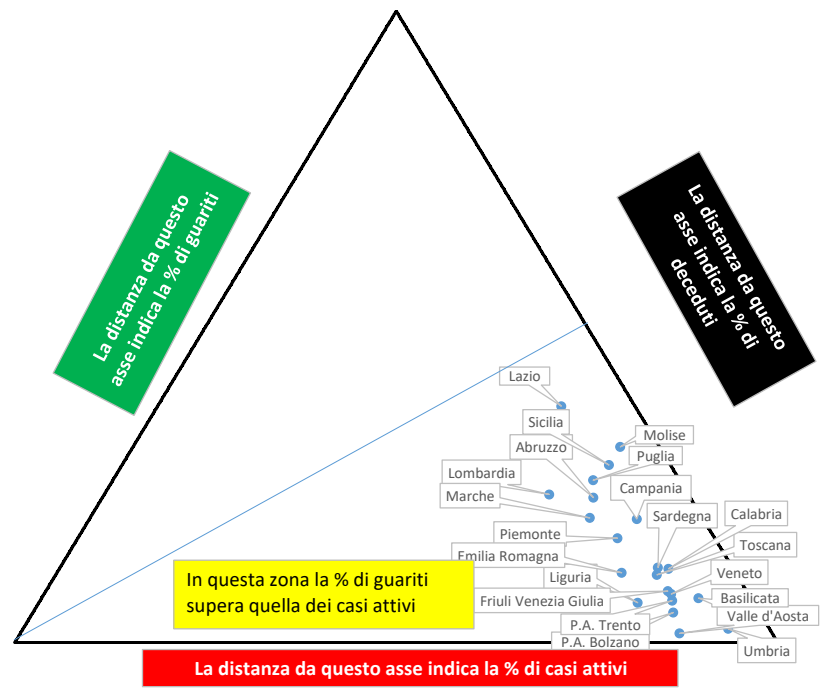 La distanza da questo
asse indica la % di guariti
La distanza da questo
asse indica la % di
deceduti
Lazio
Sicilia
Molise
Abruzzo
Puglia
Lombardia
Campania
Marche
Sardegna
Calabria
Piemonte
Toscana
Emilia Romagna
Liguria
Veneto
In questa zona la % di guariti
supera quella dei casi attivi
Friuli Venezia Giulia
Basilicata
Valle d'Aosta
P.A. Trento
P.A. Bolzano
Umbria
La distanza da questo asse indica la % di casi attivi